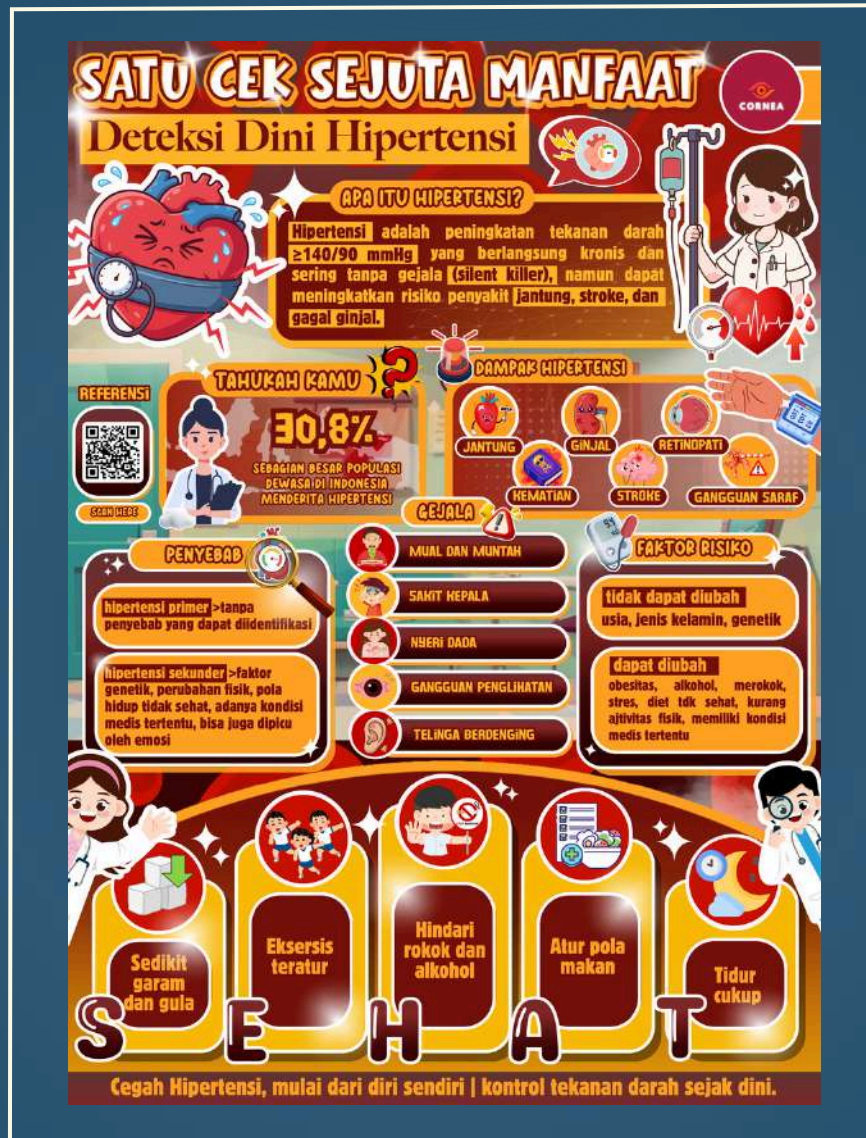 SATU CEK SEJUTA MANFAAT
CORNEA
Deteksi Dini Hipertensi
APA ITU HIPERTENSI?
Hipertensi adalah peningkatan tekanan darah
≥140/90 mmHg yang berlangsung kronis dan
sering tanpa gejala (silent killer), namun dapat
meningkatkan risiko penyakit jantung, stroke, dan
gagal ginjal.
REFERENSI
SCAN HERE
TAHUKAH KAMU
30,8%
SEBAGIAN BESAR POPULASI
DEWASA DI INDONESIA
MENDERITA HIPERTENSI
DAMPAK HIPERTENSI
JANTUNG
GINJAL
RETINOPATI
KEMATIAN
STROKE
GANGGUAN SARAF
PENYEBAB
hipertensi primer >tanpa
penyebab yang dapat diidentifikasi
hipertensi sekunder >faktor
genetik, perubahan fisik, pola
hidup tidak sehat, adanya kondisi
medis tertentu, bisa juga dipicu
oleh emosi
GEJALA
MUAL DAN MUNTAH
SAKIT KEPALA
NYERI DADA
GANGGUAN PENGLIHATAN
TELINGA BERDENGING
FAKTOR RISIKO
tidak dapat diubah
usia, jenis kelamin, genetik
dapat diubah
obesitas, alkohol, merokok,
stres, diet tdk sehat, kurang
ajtivitas fisik, memiliki kondisi
medis tertentu
Sedikit
garam
dan gula
Eksersis
teratur
Hindari
rokok dan
alkohol
Atur pola
makan
Tidur
cukup
S E H A T
Cegah Hipertensi, mulai dari diri sendiri | kontrol tekanan darah sejak dini.